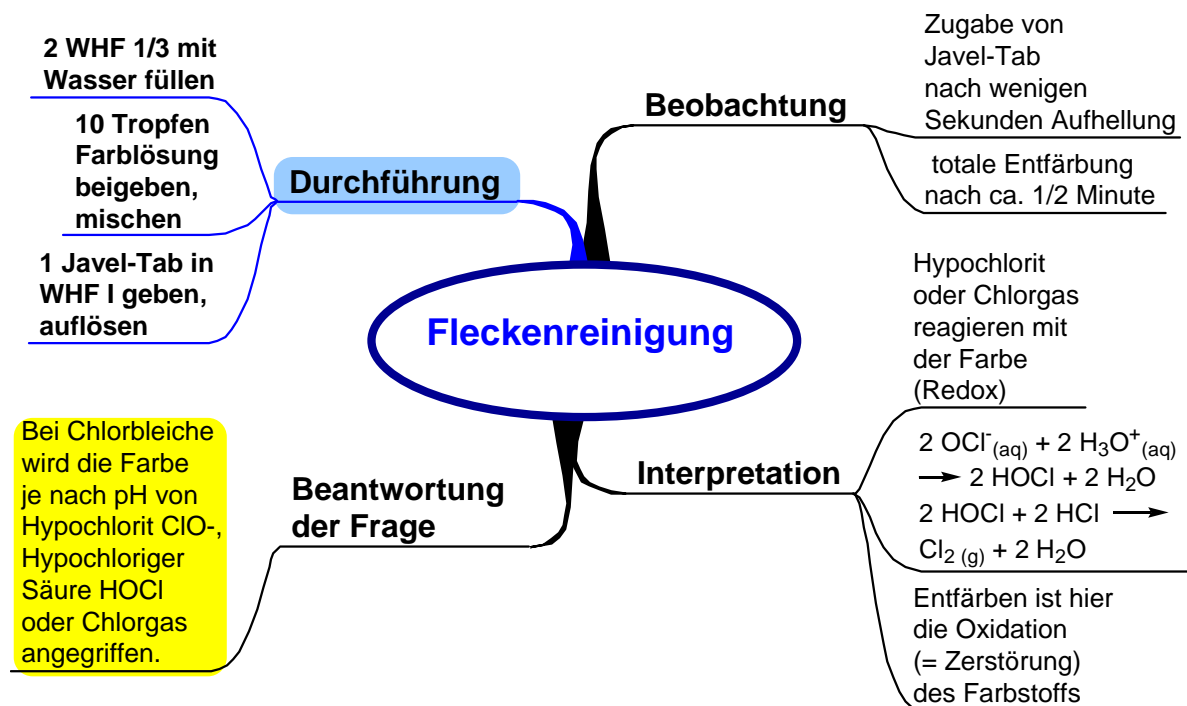 Fleckenreinigung
Durchführung
2 WHF 1/3 mit
Wasser füllen
10 Tropfen
Farblösung
beigeben,
mischen
1 Javel-Tab in
WHF I geben,
auflösen
Beobachtung
Zugabe von
Javel-Tab
nach wenigen
Sekunden Aufhellung
totale Entfärbung
nach ca. 1/2 Minute
Interpretation
Hypochlorit
oder Chlorgas
reagieren mit
der Farbe
(Redox)
2 OCl⁻(aq) + 2 H₃O⁺(aq)
→ 2 HOCl + 2 H₂O
2 HOCl + 2 HCl →
Cl₂ (g) + 2 H₂O
Entfärben ist hier
die Oxidation
(= Zerstörung)
des Farbstoffs
Beantwortung
der Frage
Bei Chlorbleiche
wird die Farbe
je nach pH von
Hypochlorit ClO-,
Hypochloriger
Säure HOCl
oder Chlorgas
angegriffen.